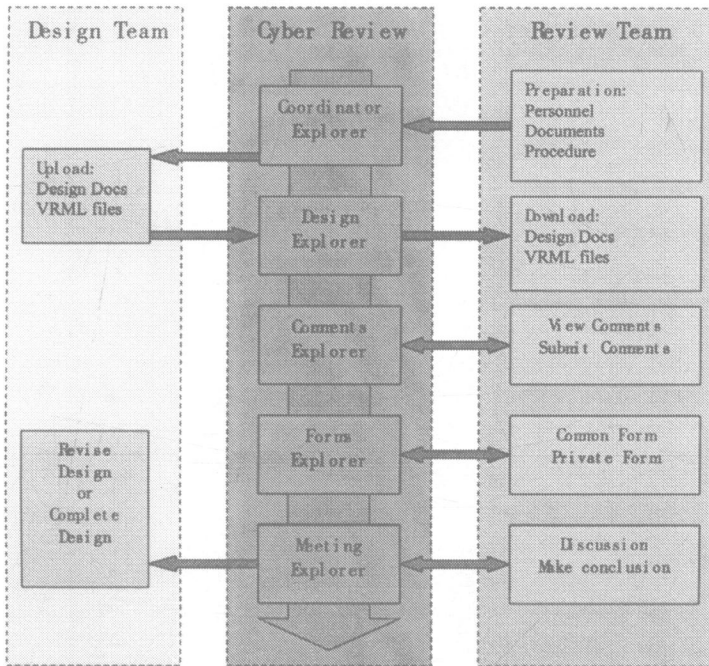 Design Team
Cyber Review
Review Team
Coordinator
Explorer
Preparation:
Personnel
Documents
Procedure
Upload:
Design Docs
VRML files
Design
Explorer
Download:
Design Docs
VRML files
Comments
Explorer
View Comments
Submit Comments
Revise
Design
or
Complete
Design
Forms
Explorer
Common Form
Private Form
Meeting
Explorer
Discussion
Make conclusion